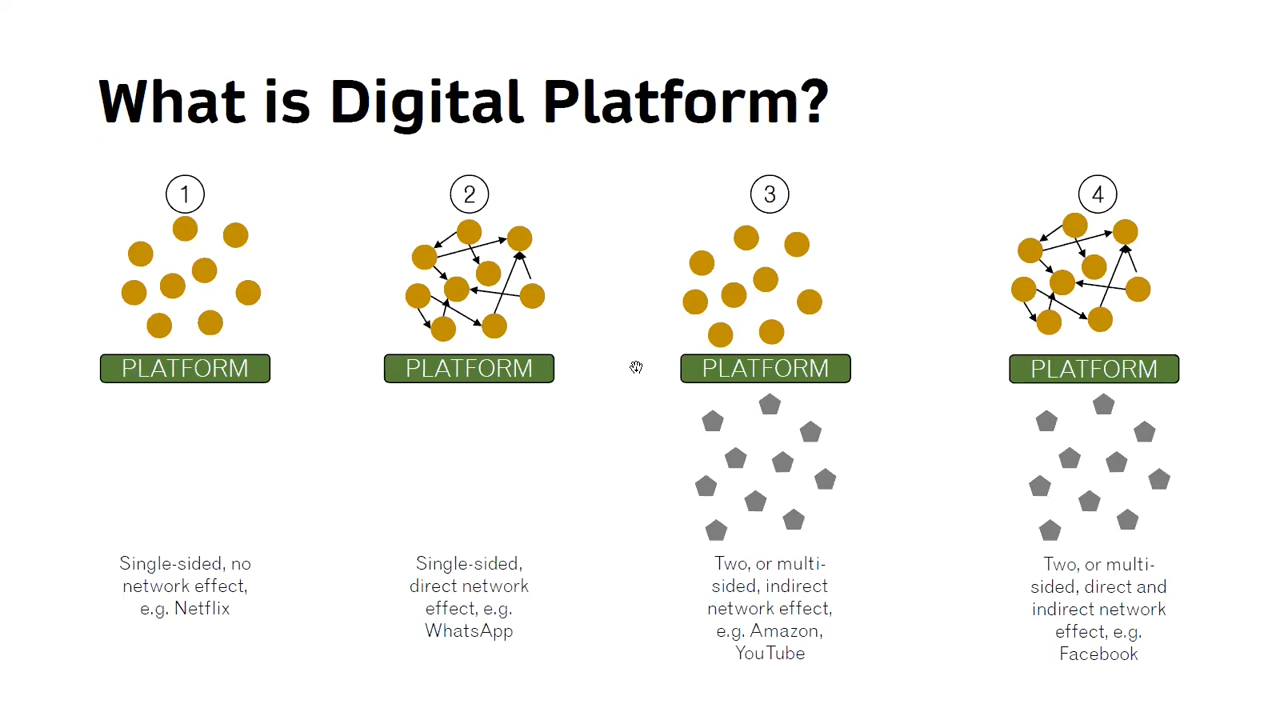 What is Digital Platform?
1
2
3
4
PLATFORM
PLATFORM
PLATFORM
PLATFORM
Single-sided, no
network effect,
e.g. Netflix
Single-sided,
direct network
effect, e.g.
WhatsApp
Two, or multi-
sided, indirect
network effect,
e.g. Amazon,
YouTube
Two, or multi-
sided, direct and
indirect network
effect, e.g.
Facebook